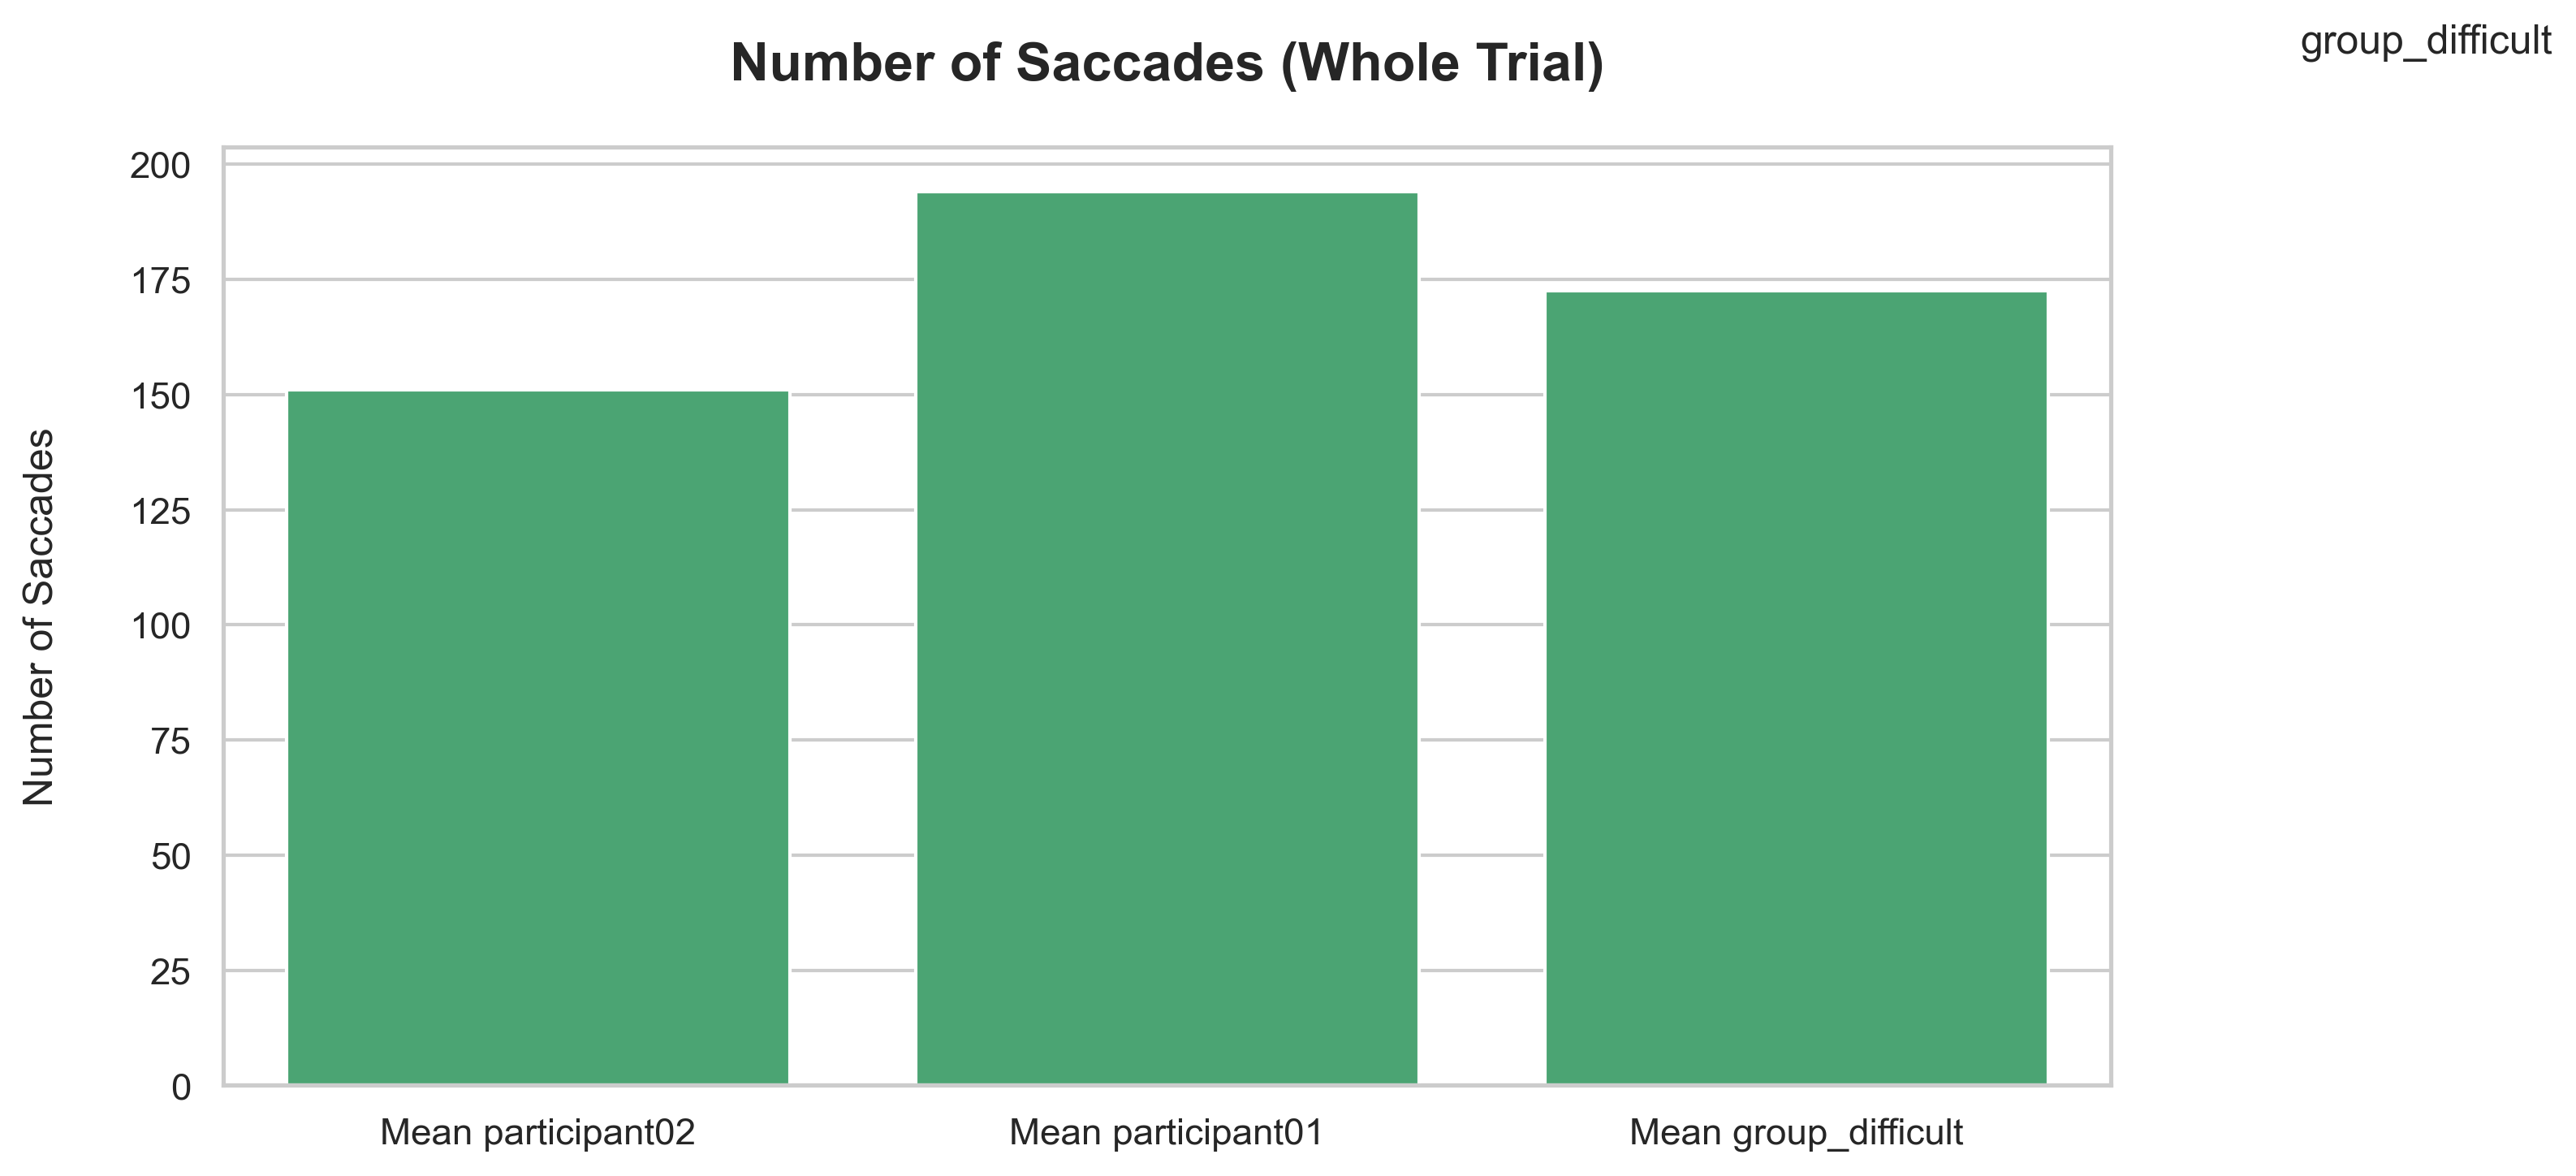 group_difficult
Number of Saccades (Whole Trial)
Number of Saccades
200
175
150
125
100
75
50
25
0
Mean participant02
Mean participant01
Mean group_difficult